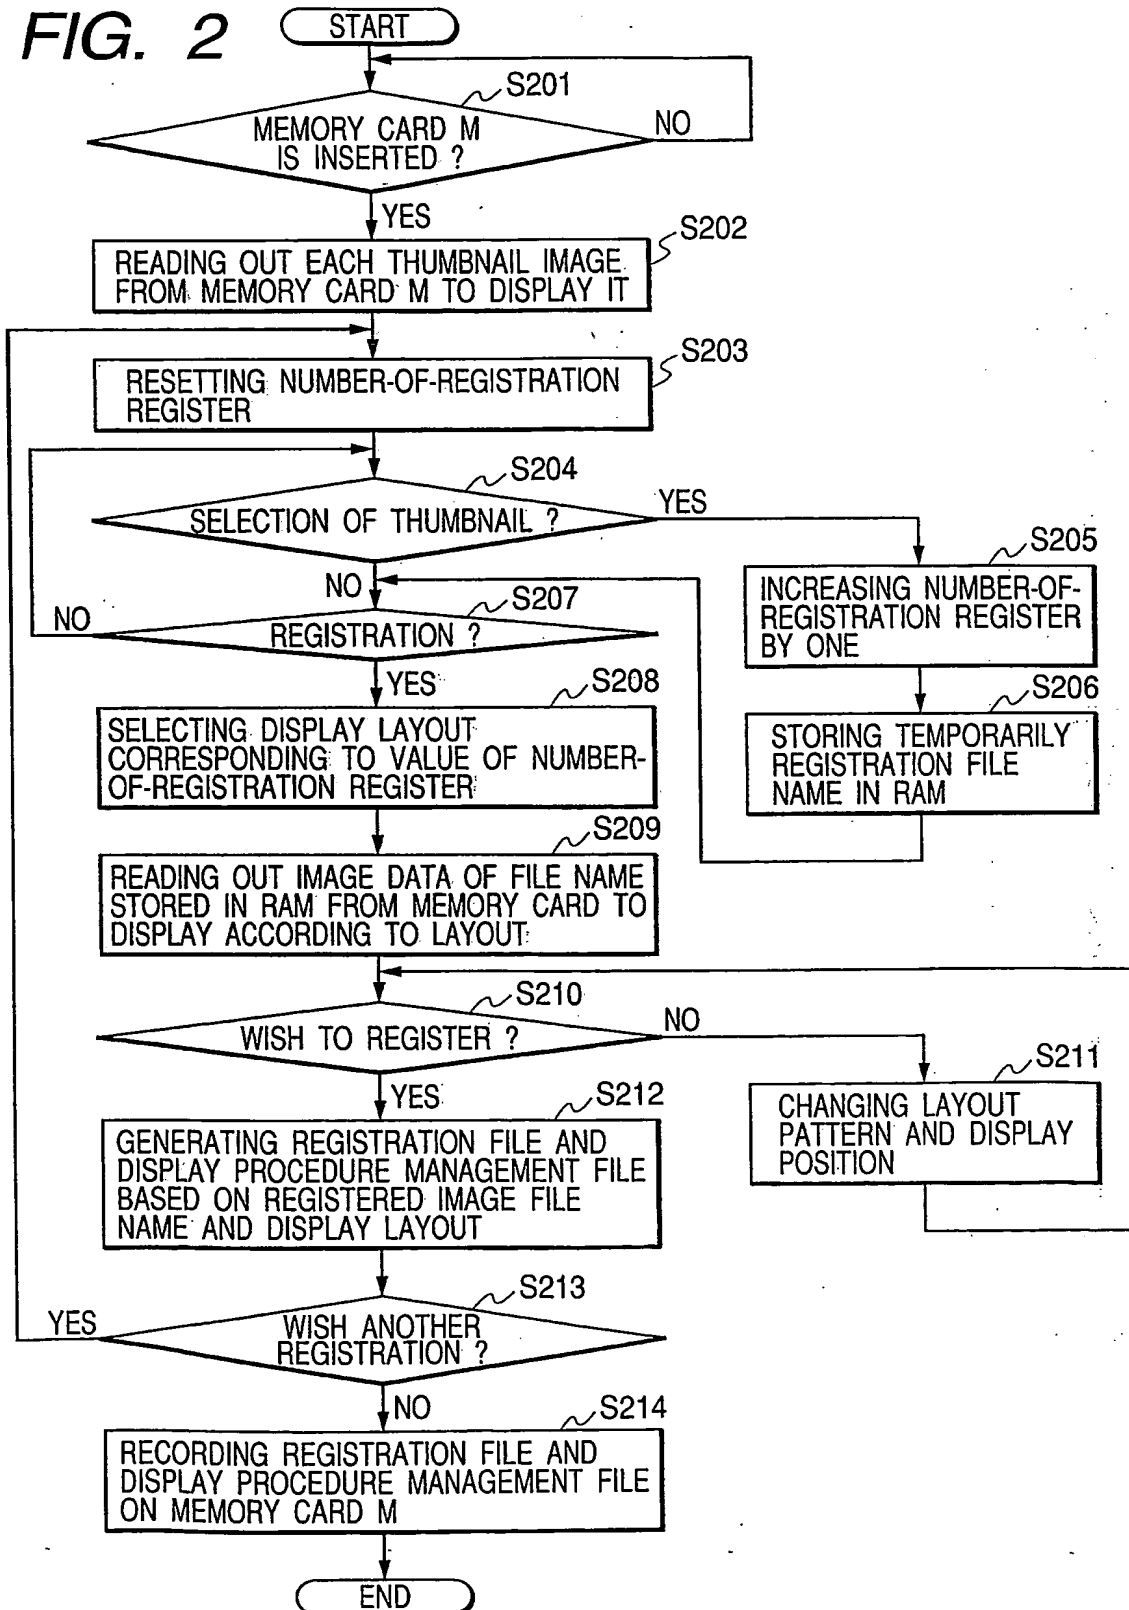 FIG. 2
START
S201
MEMORY CARD M
IS INSERTED ?
NO
YES
S202
READING OUT EACH THUMBNAIL IMAGE
FROM MEMORY CARD M TO DISPLAY IT
S203
RESETTING NUMBER-OF-REGISTRATION
REGISTER
S204
SELECTION OF THUMBNAIL ?
YES
NO
S205
INCREASING NUMBER-OF-
REGISTRATION REGISTER
BY ONE
S206
STORING TEMPORARILY
REGISTRATION FILE
NAME IN RAM
S207
REGISTRATION ?
NO
YES
S208
SELECTING DISPLAY LAYOUT
CORRESPONDING TO VALUE OF NUMBER-
OF-REGISTRATION REGISTER
S209
READING OUT IMAGE DATA OF FILE NAME
STORED IN RAM FROM MEMORY CARD TO
DISPLAY ACCORDING TO LAYOUT
S210
WISH TO REGISTER ?
NO
YES
S211
CHANGING LAYOUT
PATTERN AND DISPLAY
POSITION
S212
GENERATING REGISTRATION FILE AND
DISPLAY PROCEDURE MANAGEMENT FILE
BASED ON REGISTERED IMAGE FILE
NAME AND DISPLAY LAYOUT
S213
WISH ANOTHER
REGISTRATION ?
YES
NO
S214
RECORDING REGISTRATION FILE AND
DISPLAY PROCEDURE MANAGEMENT FILE
ON MEMORY CARD M
END